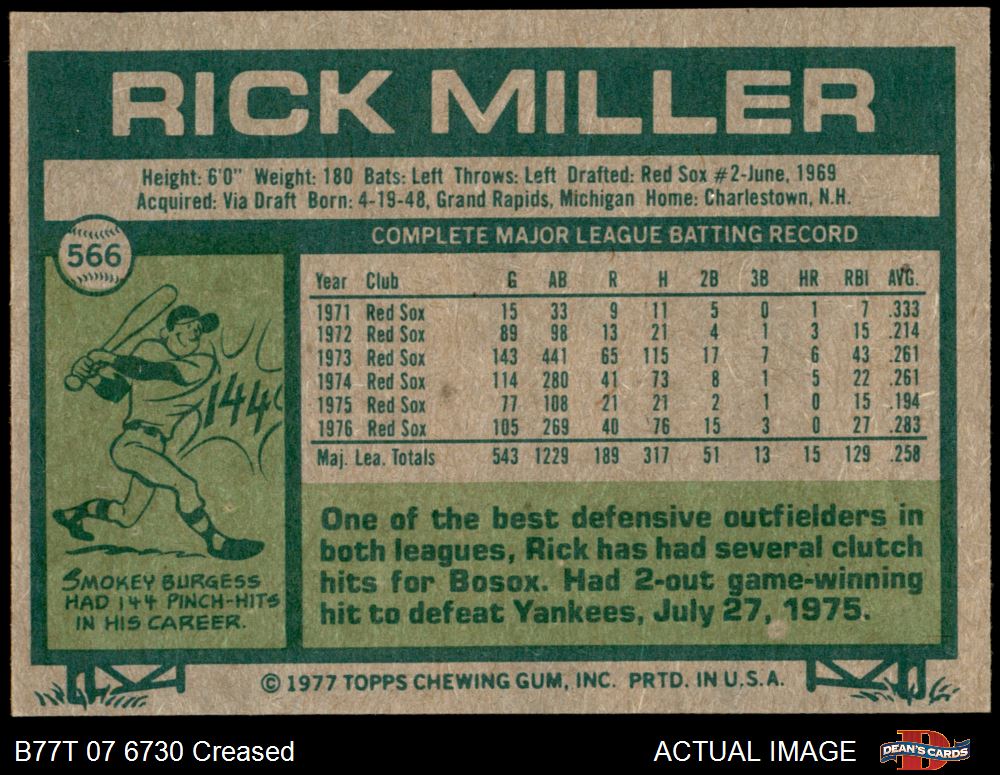 RICK MILLER
Height: 6'0" Weight: 180 Bats: Left Throws: Left Drafted: Red Sox #2-June, 1969
Acquired: Via Draft Born: 4-19-48, Grand Rapids, Michigan Home: Charlestown, N.H.
566
COMPLETE MAJOR LEAGUE BATTING RECORD
Year Club G AB R H 2B 3B HR RBI AVG.
1971 Red Sox 15 33 9 11 5 0 1 7 .333
1972 Red Sox 89 98 13 21 4 1 3 15 .214
1973 Red Sox 143 441 65 115 17 7 6 43 .261
1974 Red Sox 114 280 41 73 8 1 5 22 .261
1975 Red Sox 77 108 21 21 2 1 0 15 .194
1976 Red Sox 105 269 40 76 15 3 0 27 .283
Maj. Lea. Totals 543 1229 189 317 51 13 15 129 .258
144
SMOKEY BURGESS
HAD 144 PINCH-HITS
IN HIS CAREER.
One of the best defensive outfielders in
both leagues, Rick has had several clutch
hits for Bosox. Had 2-out game-winning
hit to defeat Yankees, July 27, 1975.
© 1977 TOPPS CHEWING GUM, INC. PRTD. IN U.S.A.
B77T 07 6730 Creased
ACTUAL IMAGE
D
DEAN'S CARDS